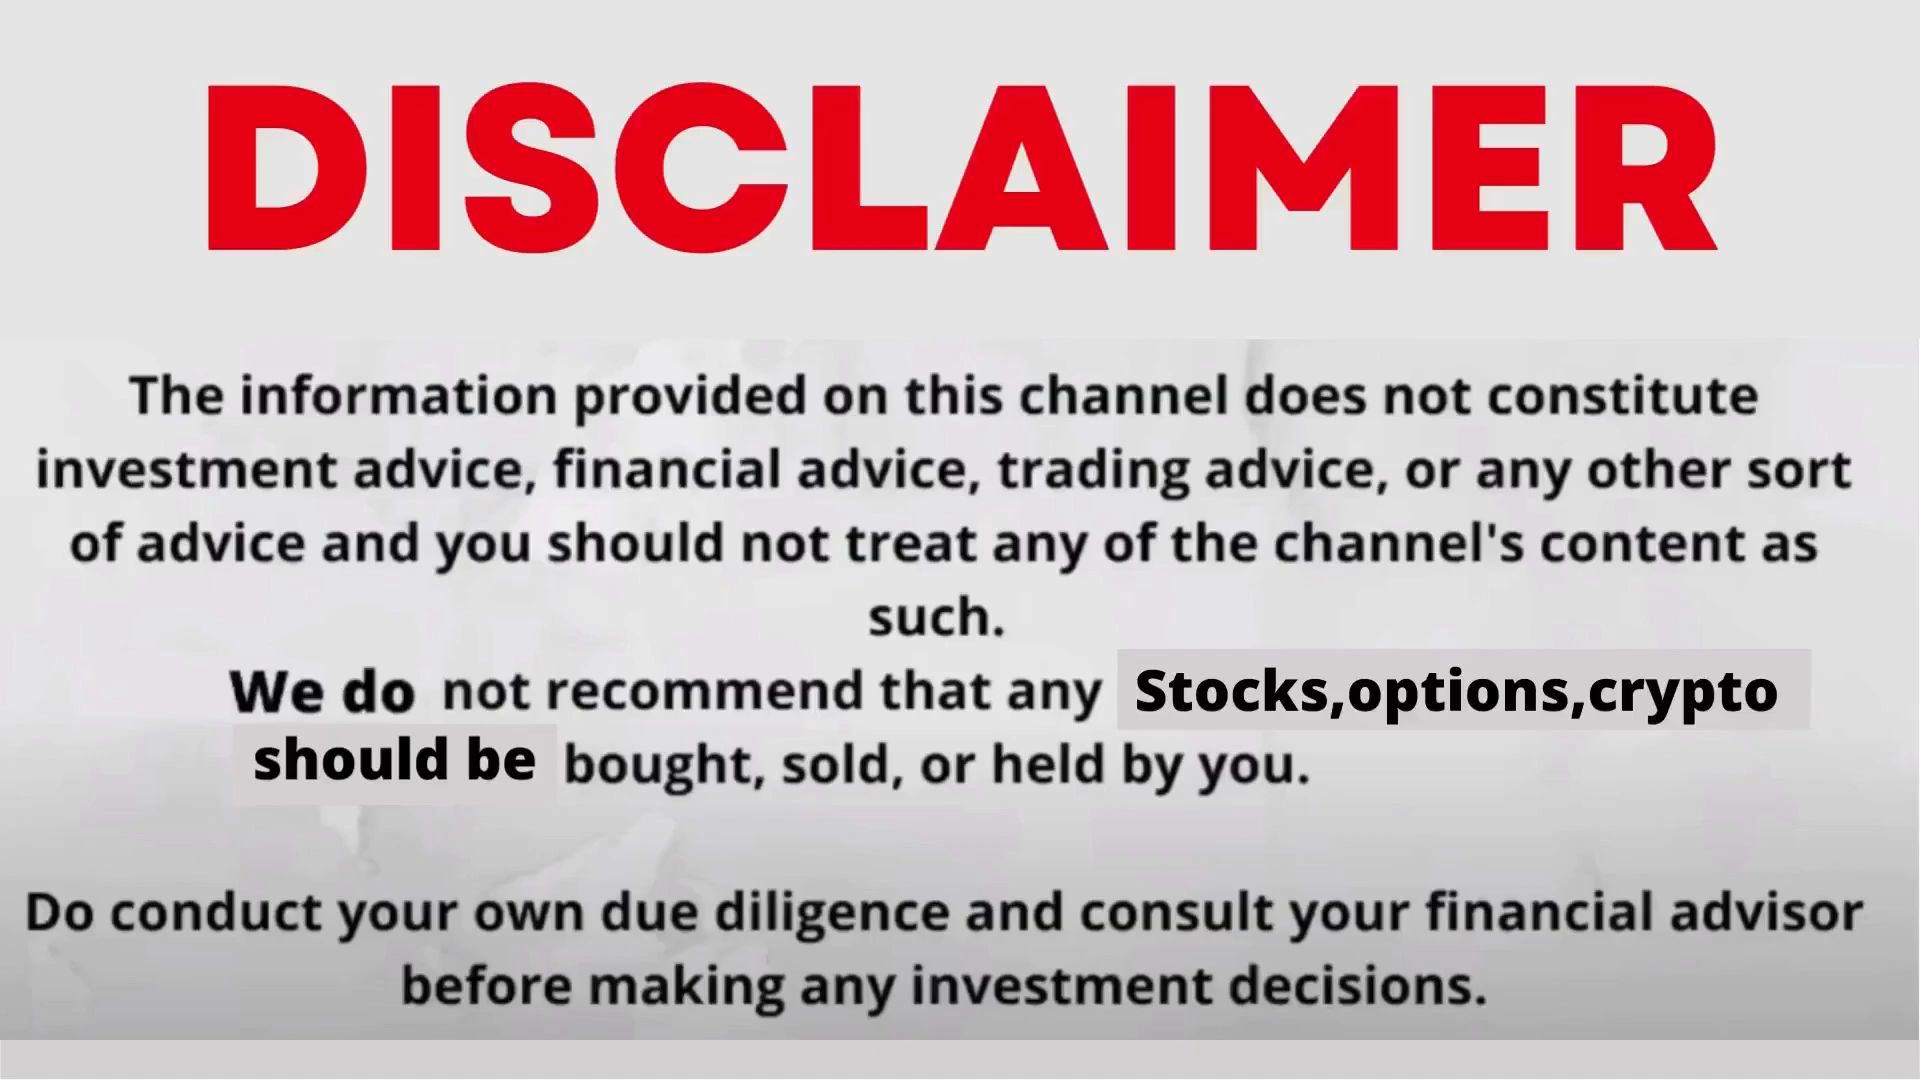 DISCLAIMER
The information provided on this channel does not constitute
investment advice, financial advice, trading advice, or any other sort
of advice and you should not treat any of the channel's content as
such.
We do not recommend that any Stocks,options,crypto
should be bought, sold, or held by you.
Do conduct your own due diligence and consult your financial advisor
before making any investment decisions.